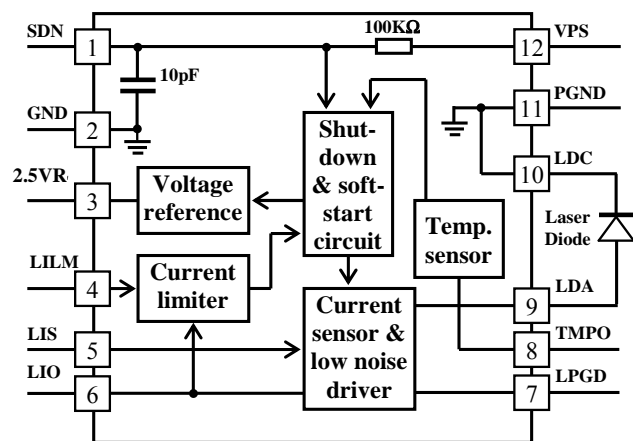 SDN
1
100KΩ
12
VPS
10pF
GND
2
11
PGND
Shut-
down
& soft-
start
circuit
2.5VR
3
Voltage
reference
10
LDC
Laser
Diode
Temp.
sensor
LILM
4
Current
limiter
9
LDA
Current
sensor &
low noise
driver
LIS
5
8
TMPO
LIO
6
7
LPGD